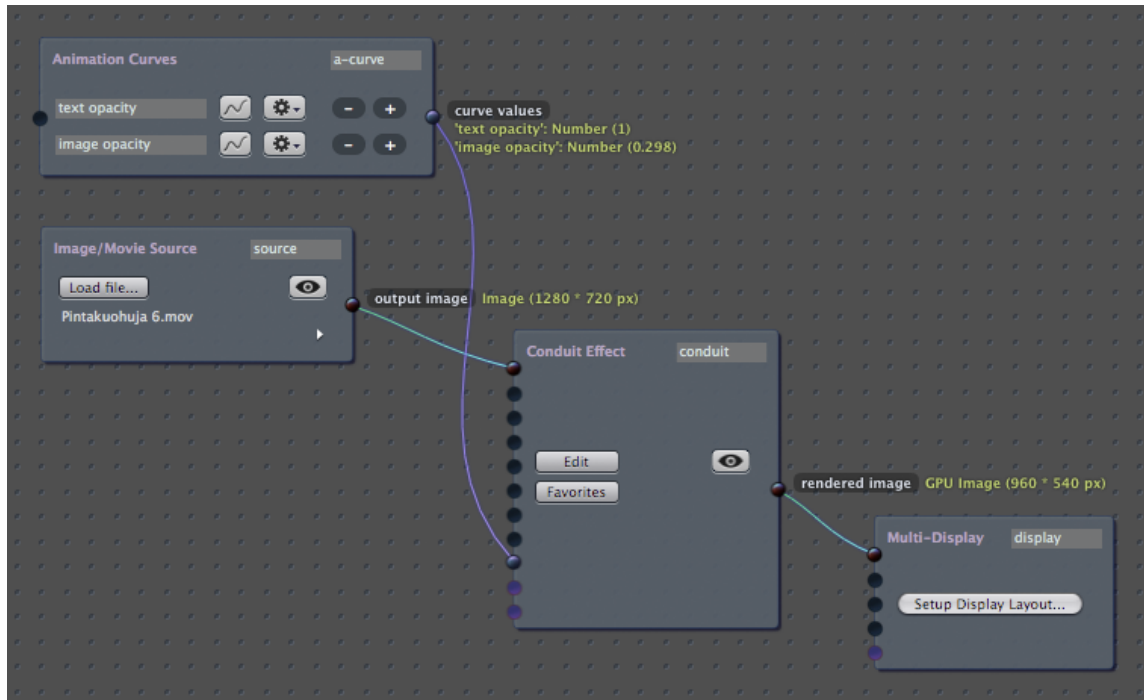 Animation Curves
a-curve
text opacity
- +
image opacity
- +
curve values
'text opacity': Number (1)
'image opacity': Number (0.298)
Image/Movie Source
source
Load file...
Pintakuohuja 6.mov
output image
Image (1280 * 720 px)
Conduit Effect
conduit
Edit
Favorites
rendered image
GPU Image (960 * 540 px)
Multi-Display
display
Setup Display Layout...